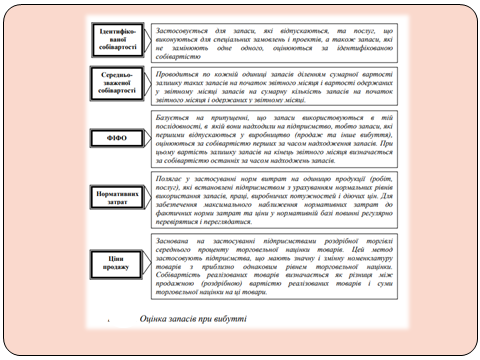 Ідентифіко-
ваної
собівартості
Застосовується для запаси, які відпускаються, та послуг, що
виконуються для спеціальних замовлень і проектів, а також запаси, які
не замінюють одне одного, оцінюються за ідентифікованою
собівартістю
Середньо-
зваженої
собівартості
Проводиться по кожній одиниці запасів діленням сумарної вартості
залишку таких запасів на початок звітного місяця і вартості одержаних
у звітному місяці запасів на сумарну кількість запасів на початок
звітного місяця і одержаних у звітному місяці.
ФІФО
Базується на припущенні, що запаси використовуються в тій
послідовності, в якій вони надходили на підприємство, тобто запаси, які
першими відпускаються у виробництво (продаж та інше вибуття),
оцінюються за собівартістю перших за часом надходження запасів. При
цьому вартість залишку запасів на кінець звітного місяця визначається
за собівартістю останніх за часом надходжень запасів.
Нормативних
затрат
Полягає у застосуванні норм витрат на одиницю продукції (робіт,
послуг), які встановлені підприємством з урахуванням нормальних рівнів
використання запасів, праці, виробничих потужностей і діючих цін. Для
забезпечення максимального наближення нормативних затрат до
фактичних норми затрат та ціни у нормативній базі повинні регулярно
перевірятися і переглядатися.
Ціни
продажу
Заснована на застосуванні підприємствами роздрібної торгівлі
середнього проценту торговельної націнки товарів. Цей метод
застосовують підприємства, що мають значну і змінну номенклатуру
товарів з приблизно однаковим рівнем торговельної націнки.
Собівартість реалізованих товарів визначається як різниця між
продажною (роздрібною) вартістю реалізованих товарів і суми
торговельної націнки на ці товари.
Оцінка запасів при вибутті